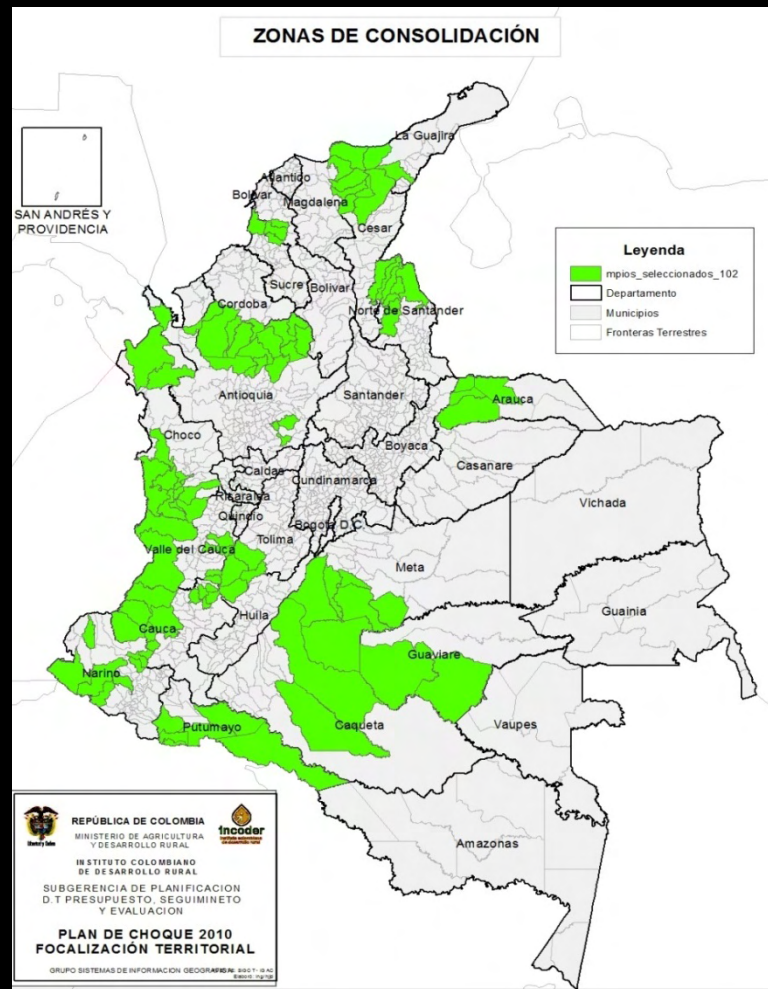 ZONAS DE CONSOLIDACIÓN
La Guajira
Atlantico
Bolivar
Magdalena
SAN ANDRÉS Y
PROVIDENCIA
Cesar
Leyenda
mpios_seleccionados_102
Departamento
Municipios
Fronteras Terrestres
Sucre
Bolivar
Cordoba
Norte de Santander
Antioquia
Santander
Arauca
Choco
Boyaca
Casanare
Caldas
Cundinamarca
Risaralda
Vichada
Quindio
Bogota D.C.
Valle del Cauca
Tolima
Meta
Guainia
Huila
Cauca
Guaviare
Narino
Putumayo
Caqueta
Vaupes
Amazonas
REPÚBLICA DE COLOMBIA
MINISTERIO DE AGRICULTURA
Y DESARROLLO RURAL
incoder
INSTITUTO COLOMBIANO
DE DESARROLLO RURAL
SUBGERENCIA DE PLANIFICACION
D.T PRESUPUESTO, SEGUIMINETO
Y EVALUACION
PLAN DE CHOQUE 2010
FOCALIZACIÓN TERRITORIAL
GRUPO SISTEMAS DE INFORMACION GEOGRAFICA